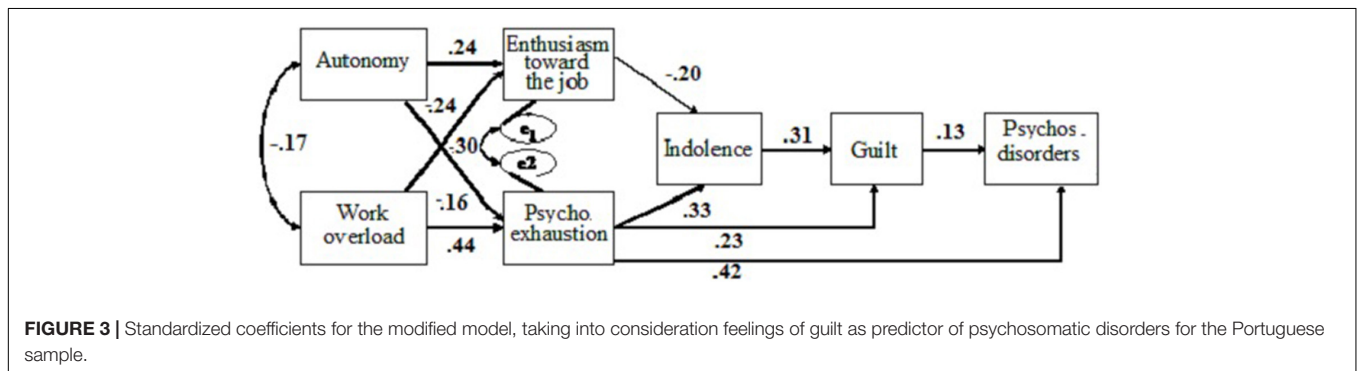 Autonomy
.24
Enthusiasm
toward
the job
-.20
-.24
-.17
-.30
e1
e2
Indolence
.31
Guilt
.13
Psychos.
disorders
Work
overload
-.16
.44
Psycho.
exhaustion
.33
.23
.42
FIGURE 3 | Standardized coefficients for the modified model, taking into consideration feelings of guilt as predictor of psychosomatic disorders for the Portuguese
sample.